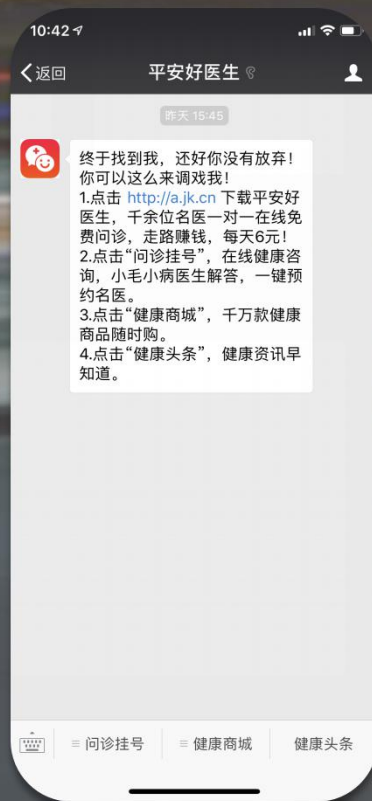 10:42
返回
平安好医生
昨天 15:45
终于找到我，还好你没有放弃！
你可以这么来调戏我！
1.点击 http://a.jk.cn 下载平安好
医生，千余位名医一对一在线免
费问诊，走路赚钱，每天6元！
2.点击“问诊挂号”，在线健康咨
询，小毛小病医生解答，一键预
约名医。
3.点击“健康商城”，千万款健康
商品随时购。
4.点击“健康头条”，健康资讯早
知道。
问诊挂号
健康商城
健康头条